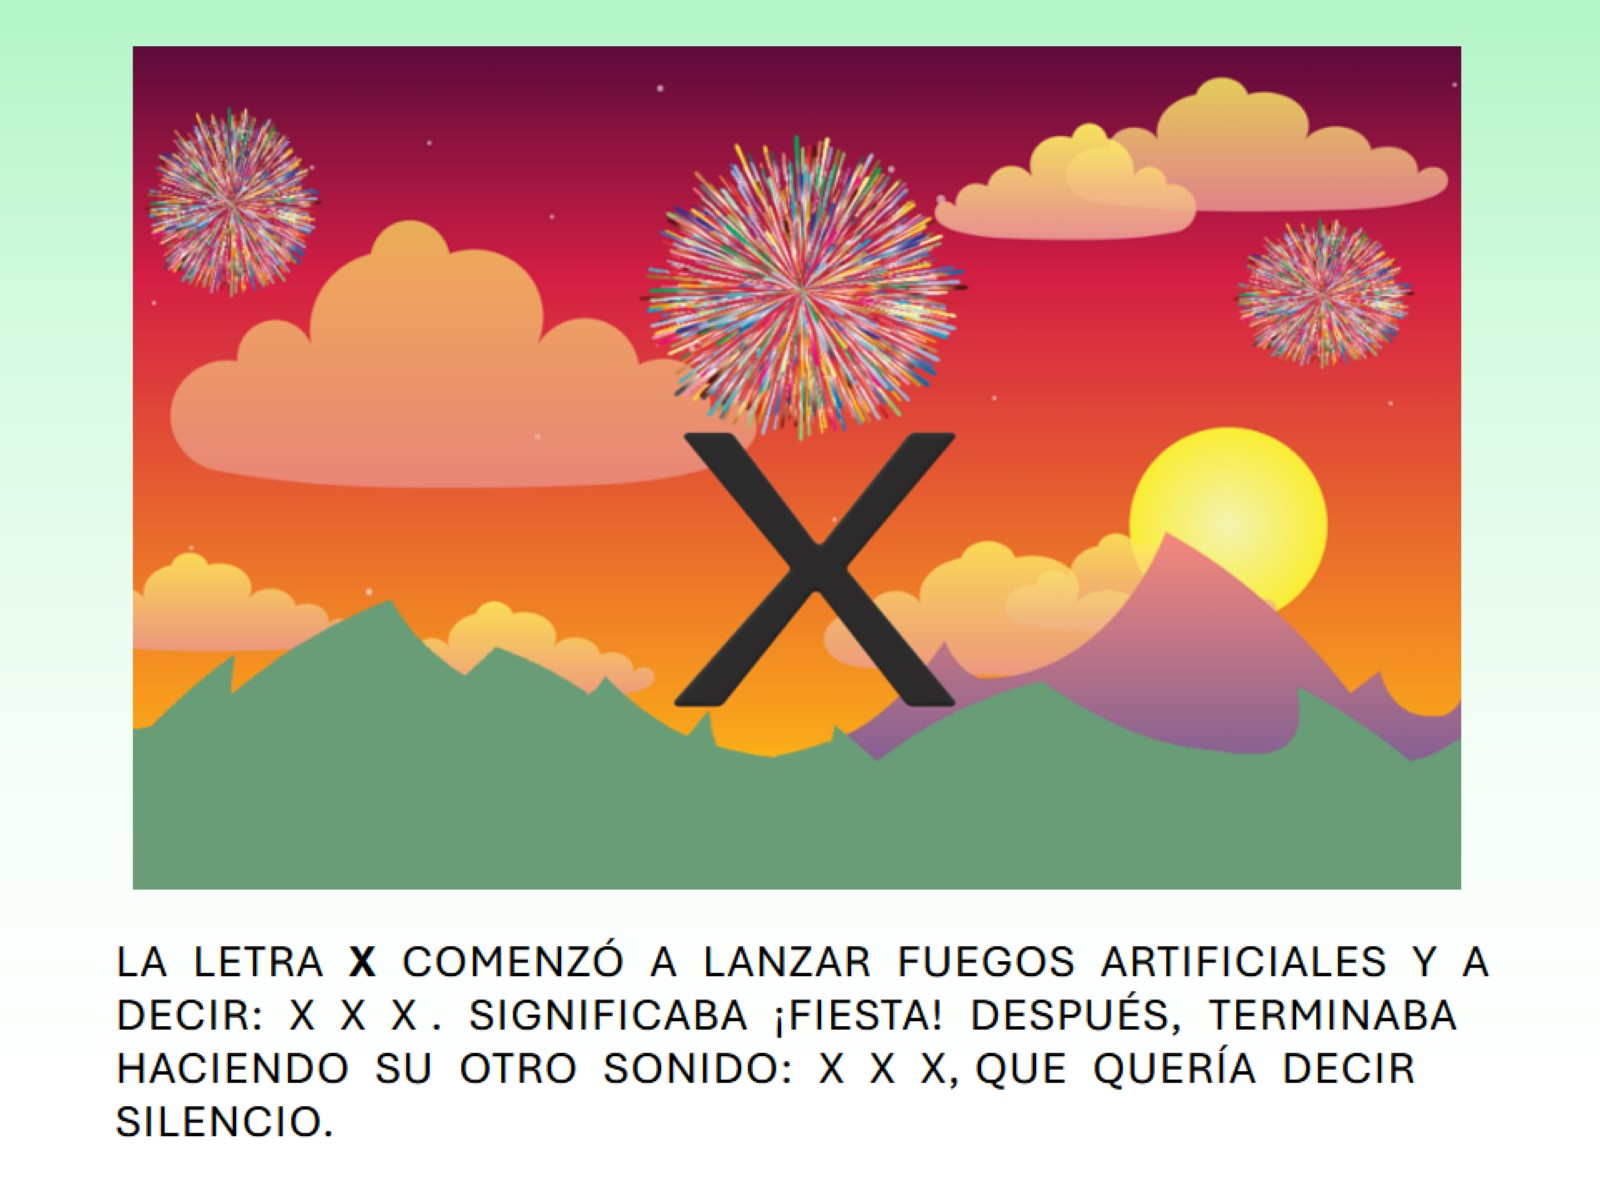 X
LA LETRA X COMENZÓ A LANZAR FUEGOS ARTIFICIALES Y A
DECIR: X X X . SIGNIFICABA ¡FIESTA! DESPUÉS, TERMINABA
HACIENDO SU OTRO SONIDO: X X X, QUE QUERÍA DECIR
SILENCIO.